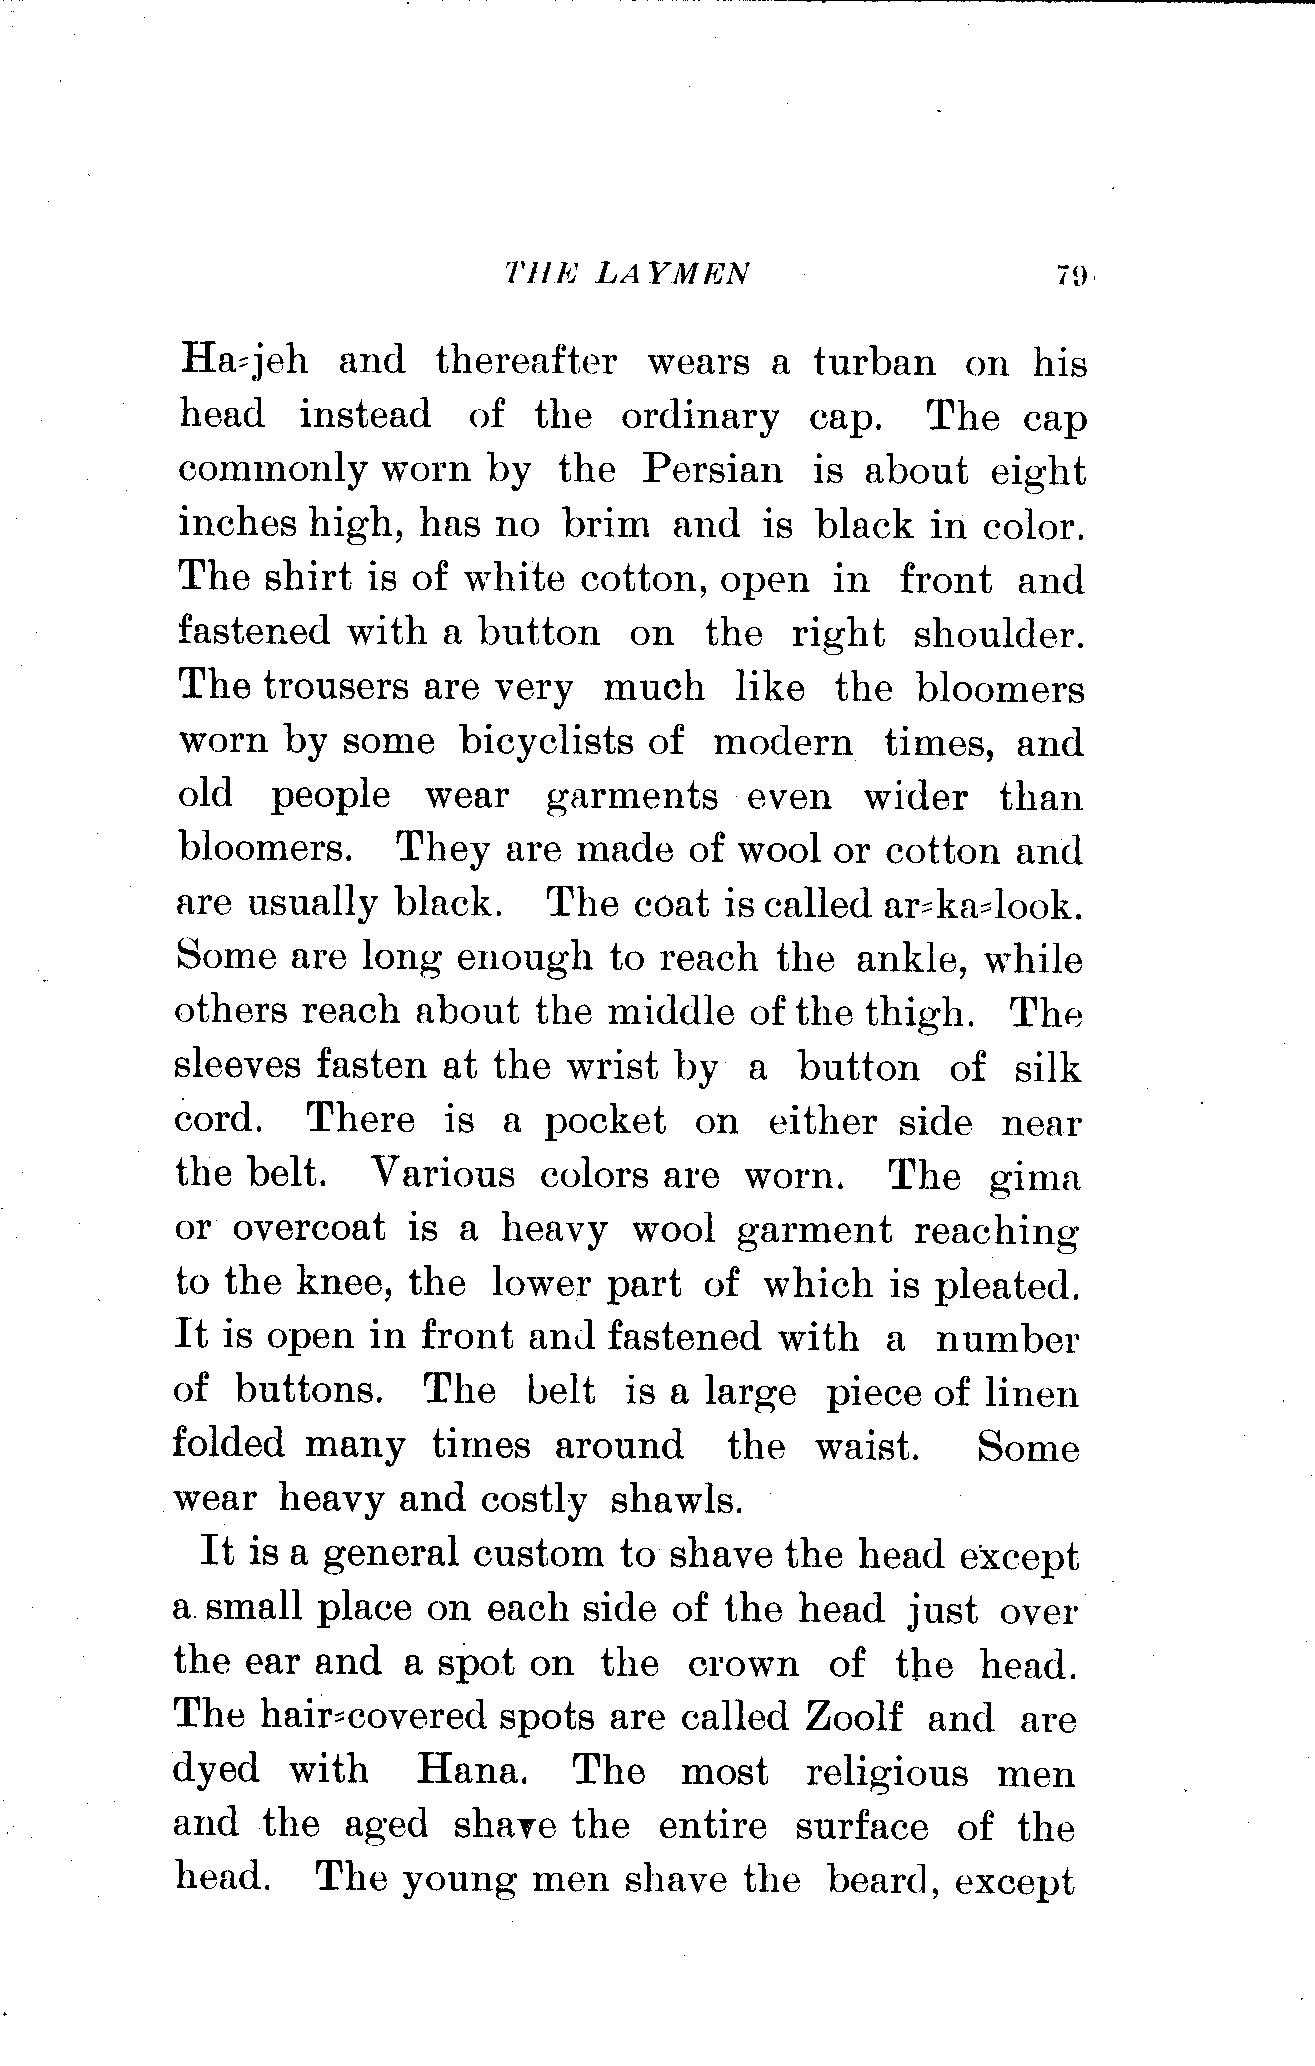 THE LAYMEN 79
Ha-jeh and thereafter wears a turban on his
head instead of the ordinary cap. The cap
commonly worn by the Persian is about eight
inches high, has no brim and is black in color.
The shirt is of white cotton, open in front and
fastened with a button on the right shoulder.
The trousers are very much like the bloomers
worn by some bicyclists of modern times, and
old people wear garments even wider than
bloomers. They are made of wool or cotton and
are usually black. The coat is called ar-ka-look.
Some are long enough to reach the ankle, while
others reach about the middle of the thigh. The
sleeves fasten at the wrist by a button of silk
cord. There is a pocket on either side near
the belt. Various colors are worn. The gima
or overcoat is a heavy wool garment reaching
to the knee, the lower part of which is pleated.
It is open in front and fastened with a number
of buttons. The belt is a large piece of linen
folded many times around the waist. Some
wear heavy and costly shawls.
It is a general custom to shave the head except
a small place on each side of the head just over
the ear and a spot on the crown of the head.
The hair-covered spots are called Zoolf and are
dyed with Hana. The most religious men
and the aged shave the entire surface of the
head. The young men shave the beard, except